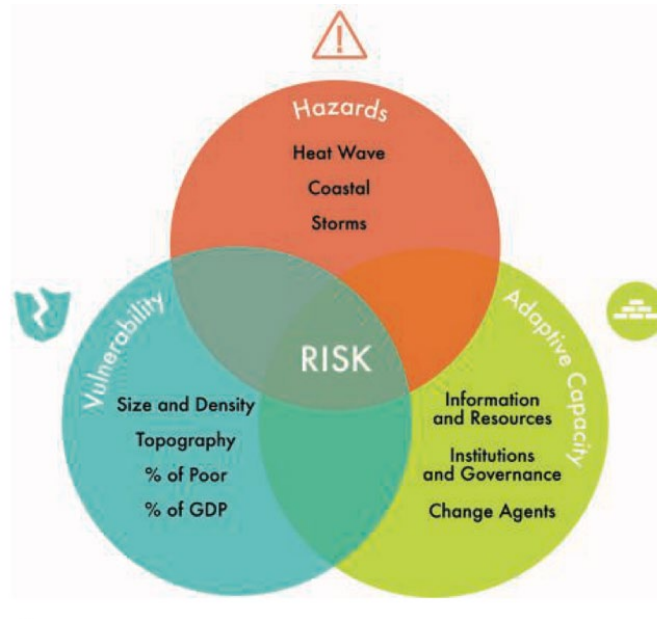 Hazards
Heat Wave
Coastal
Storms
Vulnerability
Size and Density
Topography
% of Poor
% of GDP
RISK
Adaptive Capacity
Information
and Resources
Institutions
and Governance
Change Agents